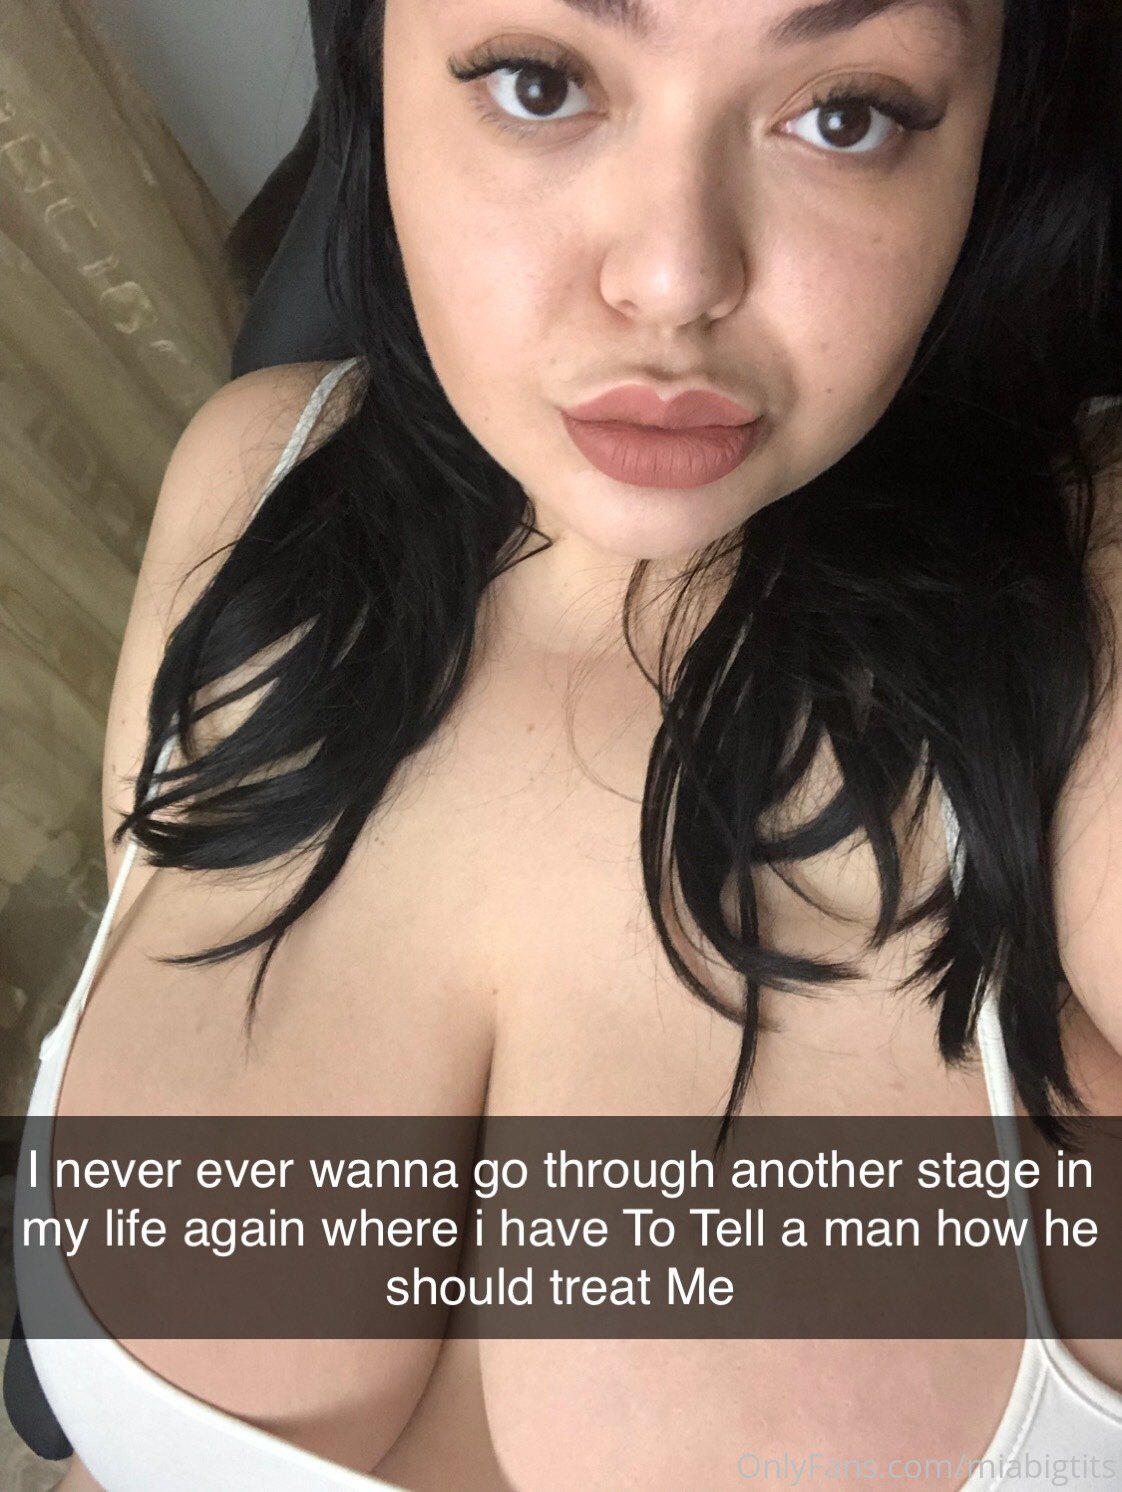 I never ever wanna go through another stage in
my life again where i have To Tell a man how he
should treat Me
OnlyFans.com/miabigtits